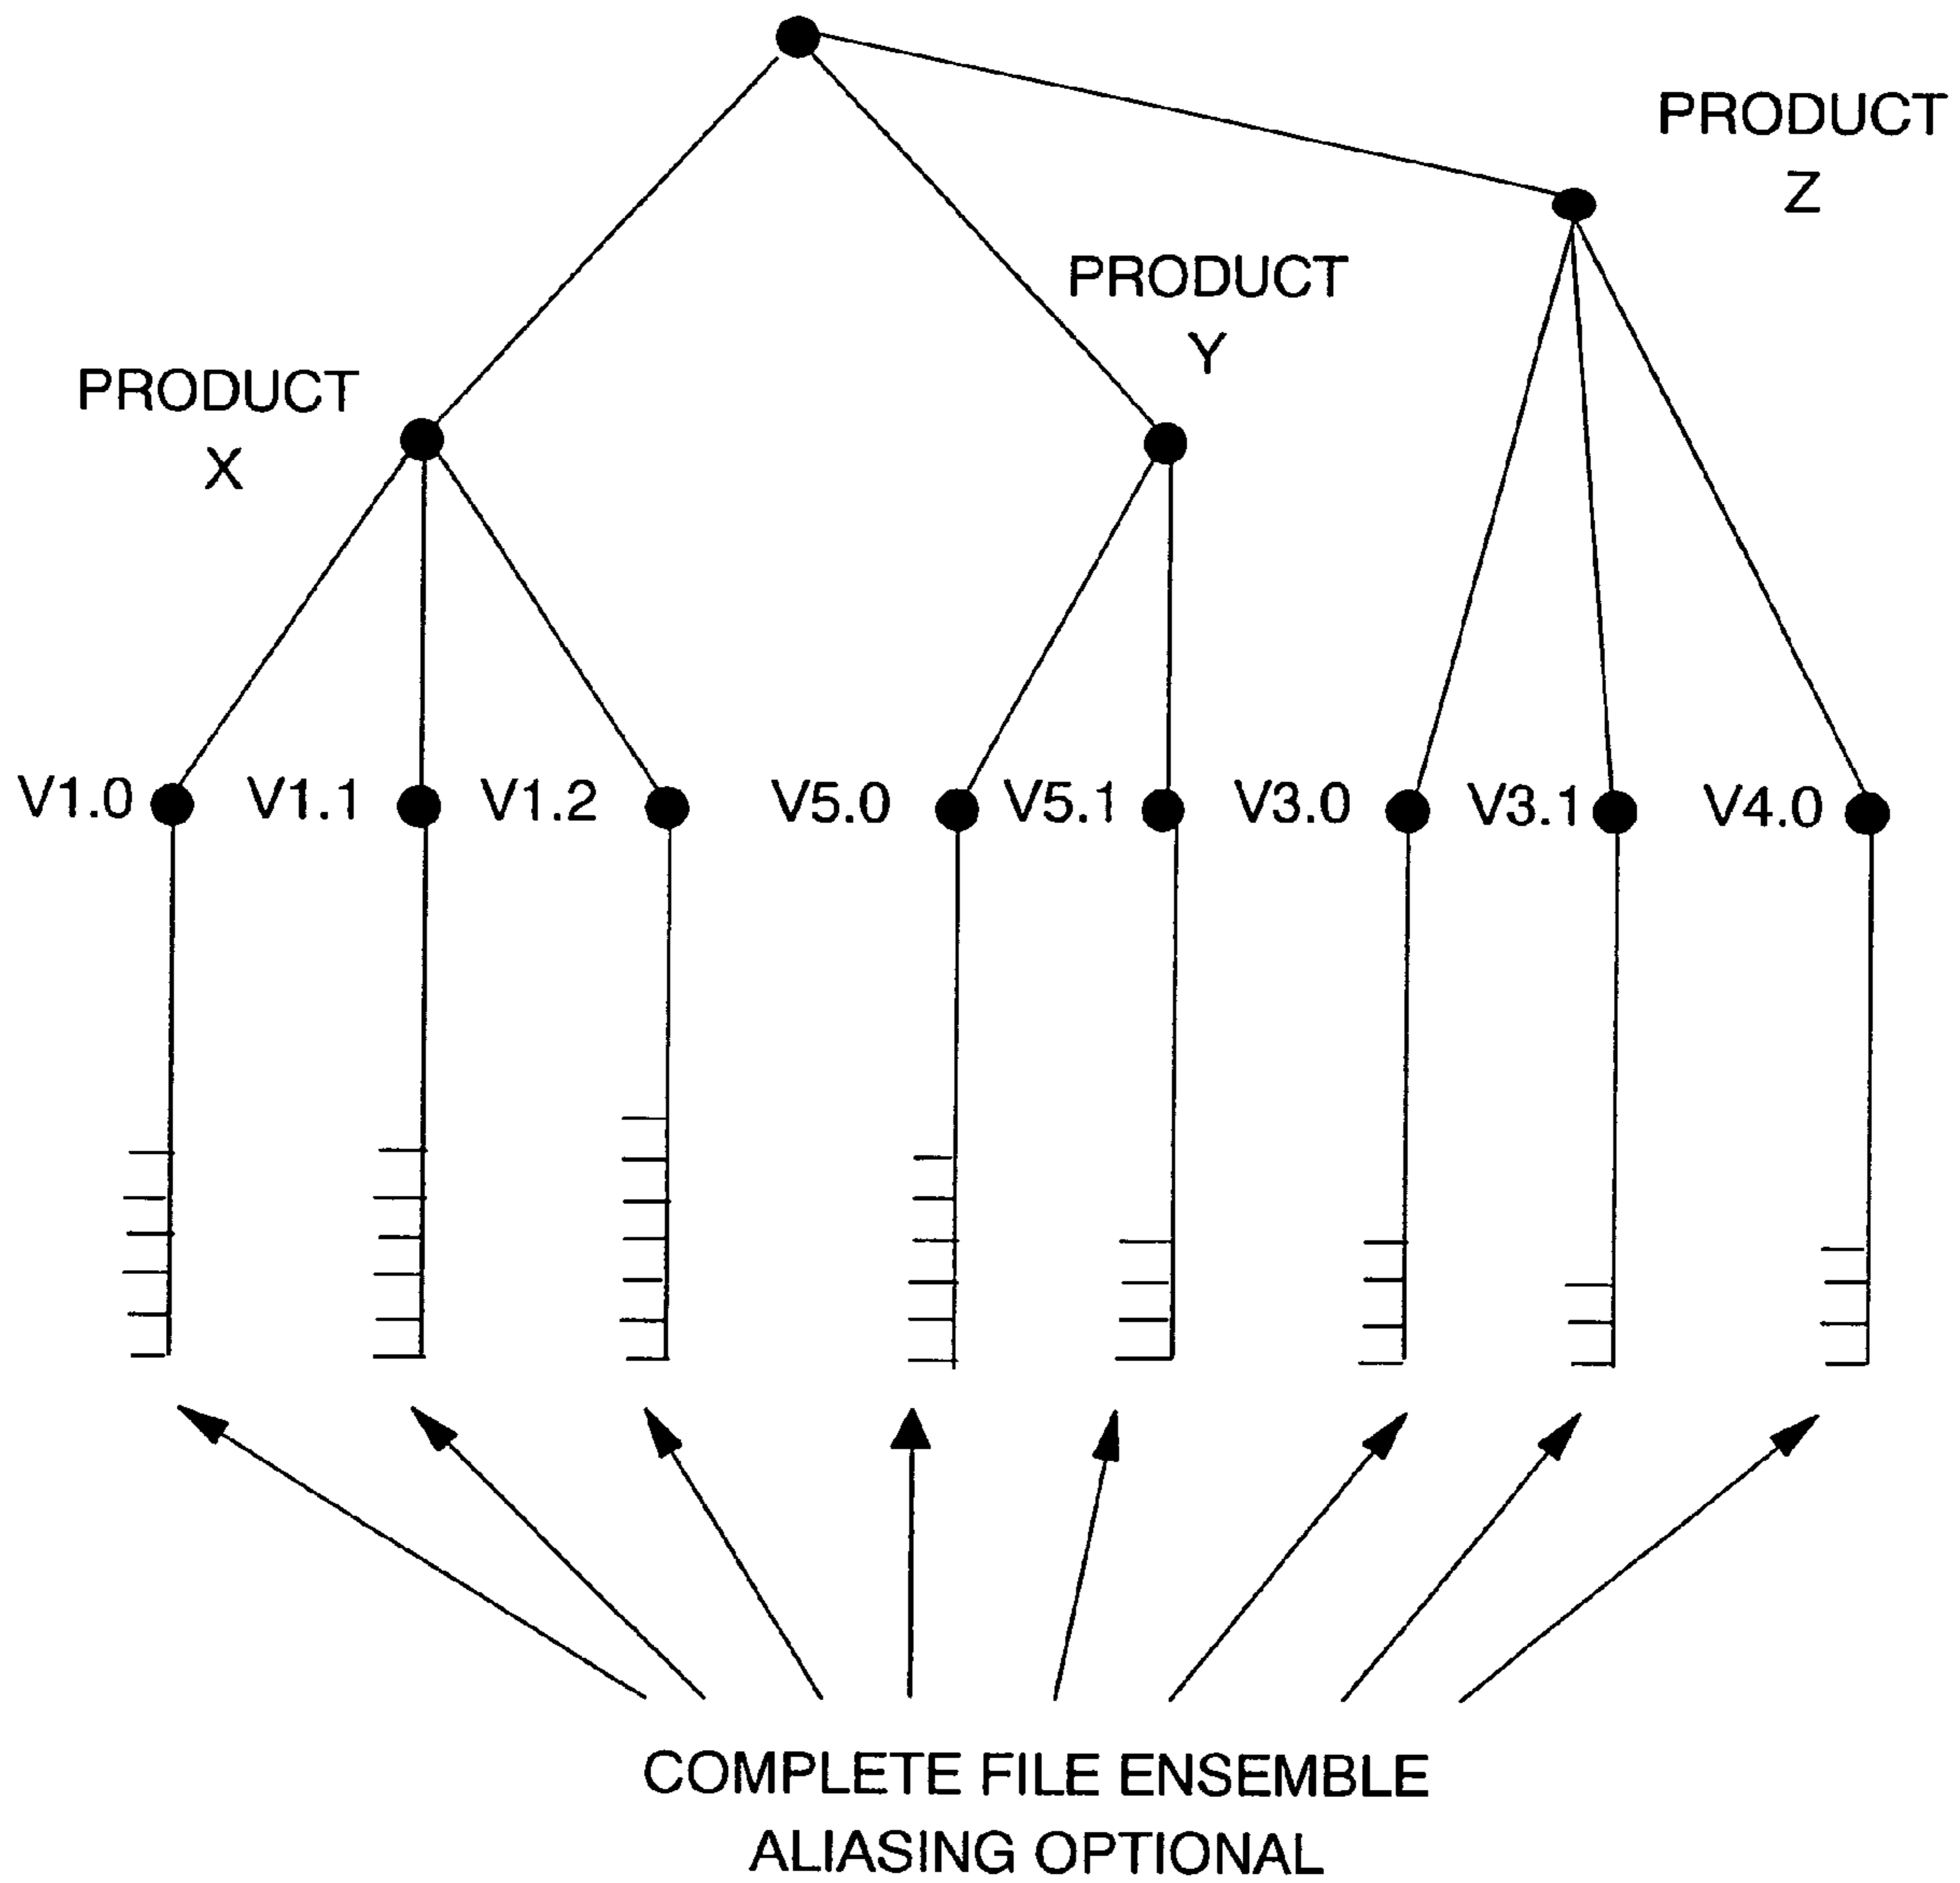 PRODUCT
Z
PRODUCT
Y
PRODUCT
X
V1.0 V1.1 V1.2 V5.0 V5.1 V3.0 V3.1 V4.0
COMPLETE FILE ENSEMBLE
ALIASING OPTIONAL